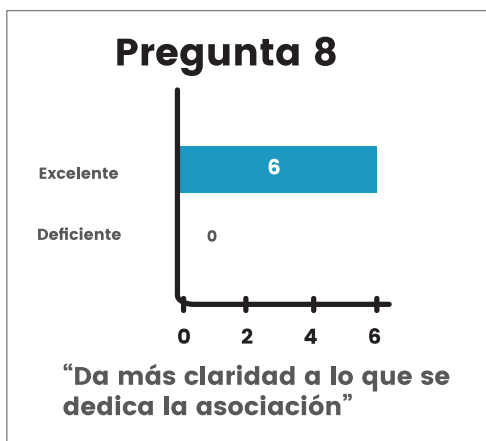 Pregunta 8
Excelente
6
Deficiente
0
0 2 4 6
“Da más claridad a lo que se
dedica la asociación”